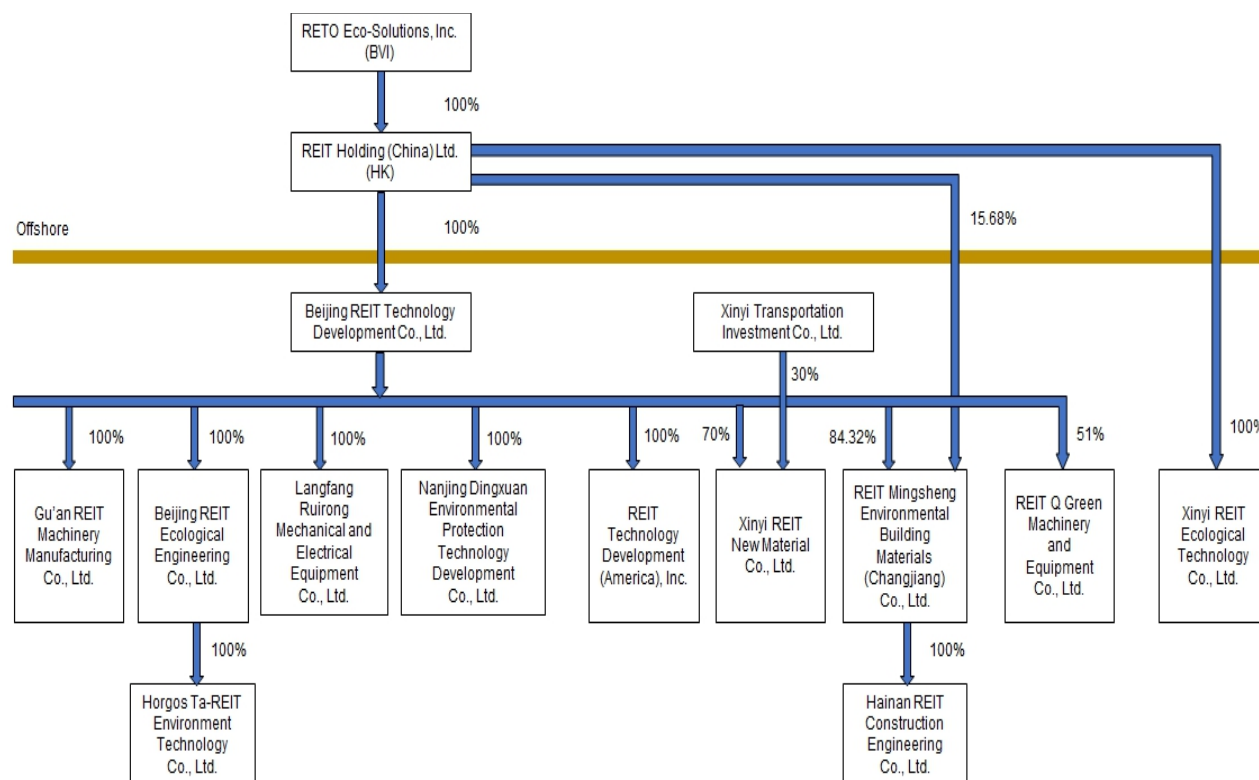 RETO Eco-Solutions, Inc.
(BVI)
100%
REIT Holding (China) Ltd.
(HK)
Offshore
100%
15.68%
Beijing REIT Technology
Development Co., Ltd.
Xinyi Transportation
Investment Co., Ltd.
30%
100%
100%
100%
100%
100%
70%
84.32%
51%
100%
Gu'an REIT
Machinery
Manufacturing
Co., Ltd.
Beijing REIT
Ecological
Engineering
Co., Ltd.
Langfang
Ruirong
Mechanical and
Electrical
Equipment
Co., Ltd.
Nanjing Dingxuan
Environmental
Protection
Technology
Development
Co., Ltd.
REIT
Technology
Development
(America), Inc.
Xinyi REIT
New Material
Co., Ltd.
REIT Mingsheng
Environmental
Building
Materials
(Changjiang)
Co., Ltd.
REIT Q Green
Machinery
and
Equipment
Co., Ltd.
Xinyi REIT
Ecological
Technology
Co., Ltd.
100%
100%
Horgos Ta-REIT
Environment
Technology
Co., Ltd.
Hainan REIT
Construction
Engineering
Co., Ltd.